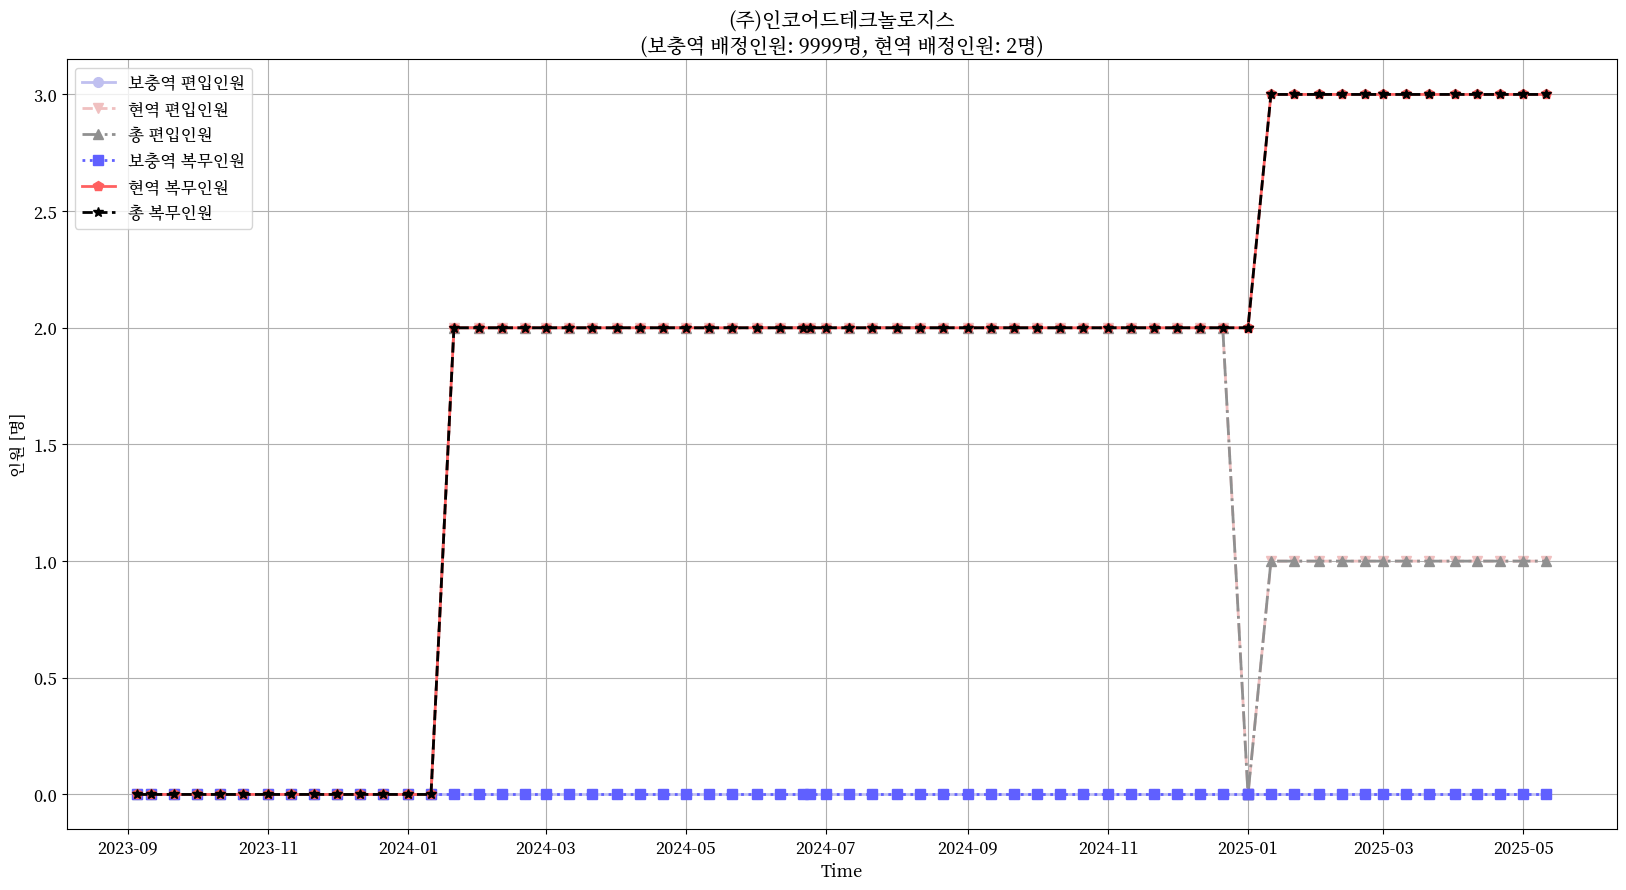 (주)인코어드테크놀로지스
(보충역 배정인원: 9999명, 현역 배정인원: 2명)
보충역 편입인원
현역 편입인원
총 편입인원
보충역 복무인원
현역 복무인원
총 복무인원
인원 [명]
3.0
2.5
2.0
1.5
1.0
0.5
0.0
2023-09 2023-11 2024-01 2024-03 2024-05 2024-07 2024-09 2024-11 2025-01 2025-03 2025-05
Time